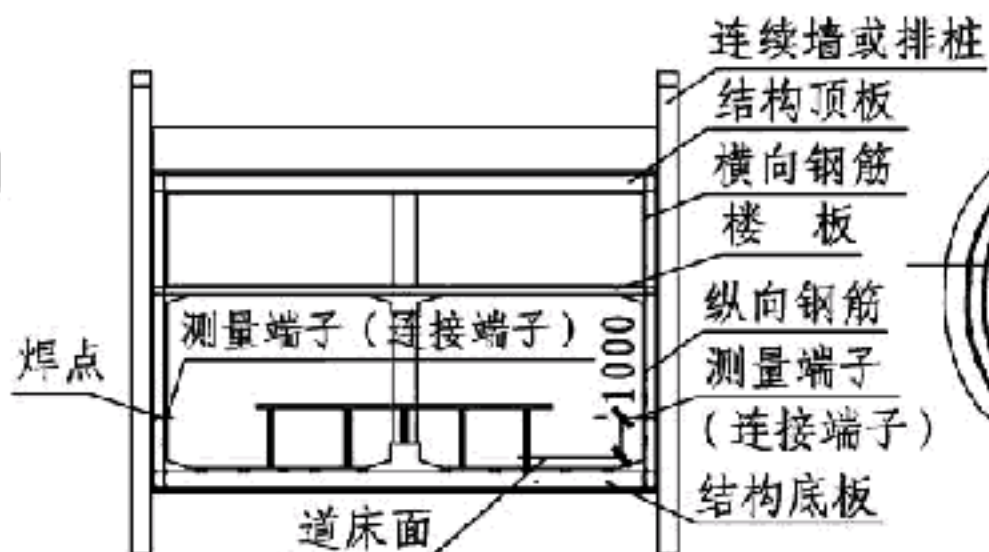 连续墙或排桩
结构顶板
横向钢筋
楼 板
纵向钢筋
测量端子（连接端子）
1000
焊点
测量端子
（连接端子）
结构底板
道床面